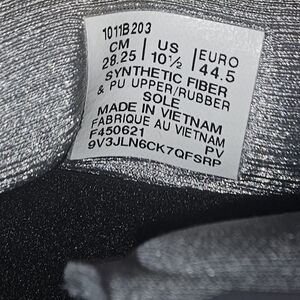 1011B203
CM | US | EURO
28.25 | 10½ | 44.5
SYNTHETIC FIBER
& PU UPPER/RUBBER
SOLE
MADE IN VIETNAM
FABRIQUE AU VIETNAM
F450621 PV
9V3JLN6CK7QFSRP